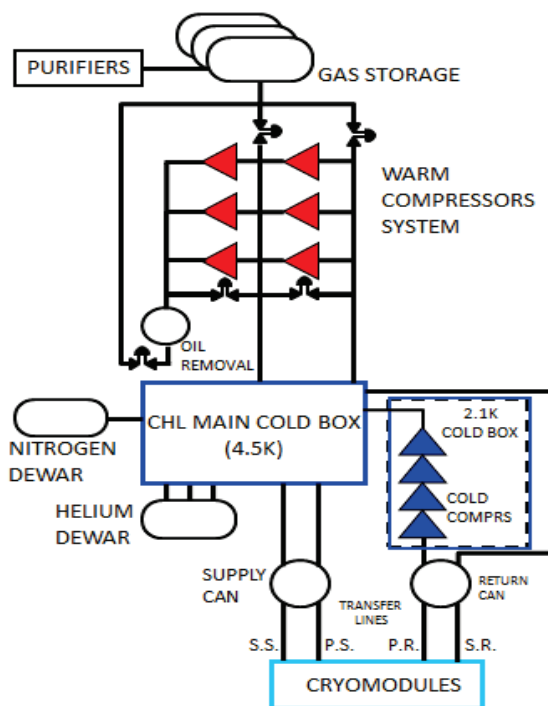 PURIFIERS
GAS STORAGE
WARM
COMPRESSORS
SYSTEM
OIL
REMOVAL
CHL MAIN COLD BOX
(4.5K)
2.1K
COLD BOX
COLD
COMPRS
NITROGEN
DEWAR
HELIUM
DEWAR
SUPPLY
CAN
TRANSFER
LINES
RETURN
CAN
S.S.
P.S.
P.R.
S.R.
CRYOMODULES